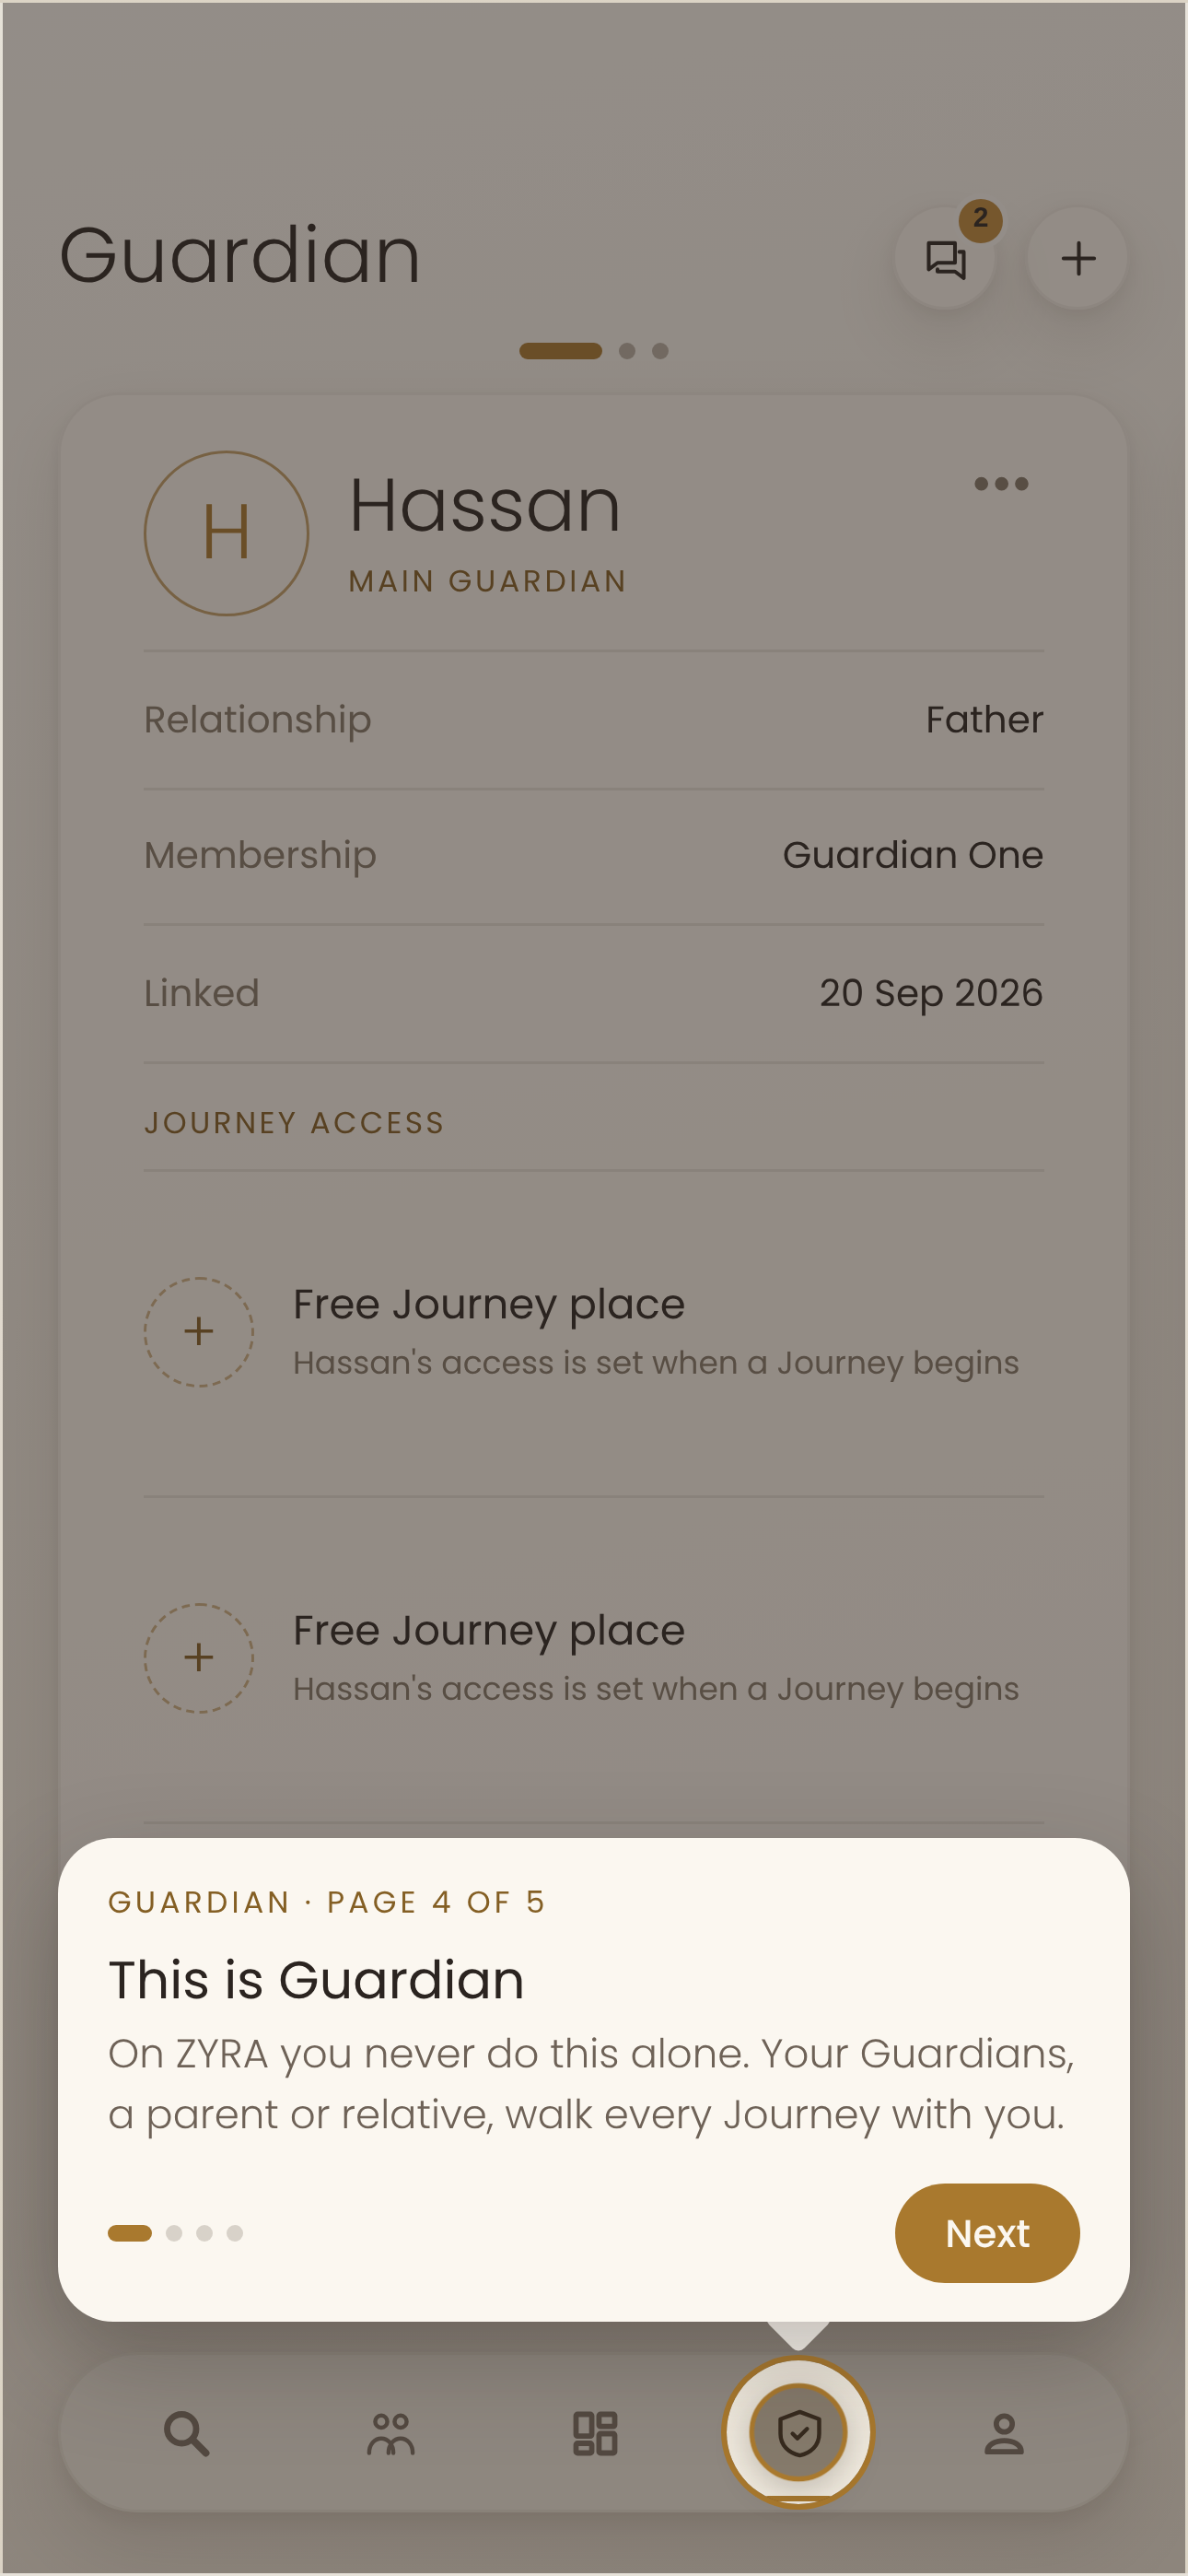 Guardian
2
H
Hassan
MAIN GUARDIAN
Relationship Father
Membership Guardian One
Linked 20 Sep 2026
JOURNEY ACCESS
Free Journey place
Hassan's access is set when a Journey begins
Free Journey place
Hassan's access is set when a Journey begins
GUARDIAN · PAGE 4 OF 5
This is Guardian
On ZYRA you never do this alone. Your Guardians,
a parent or relative, walk every Journey with you.
Next